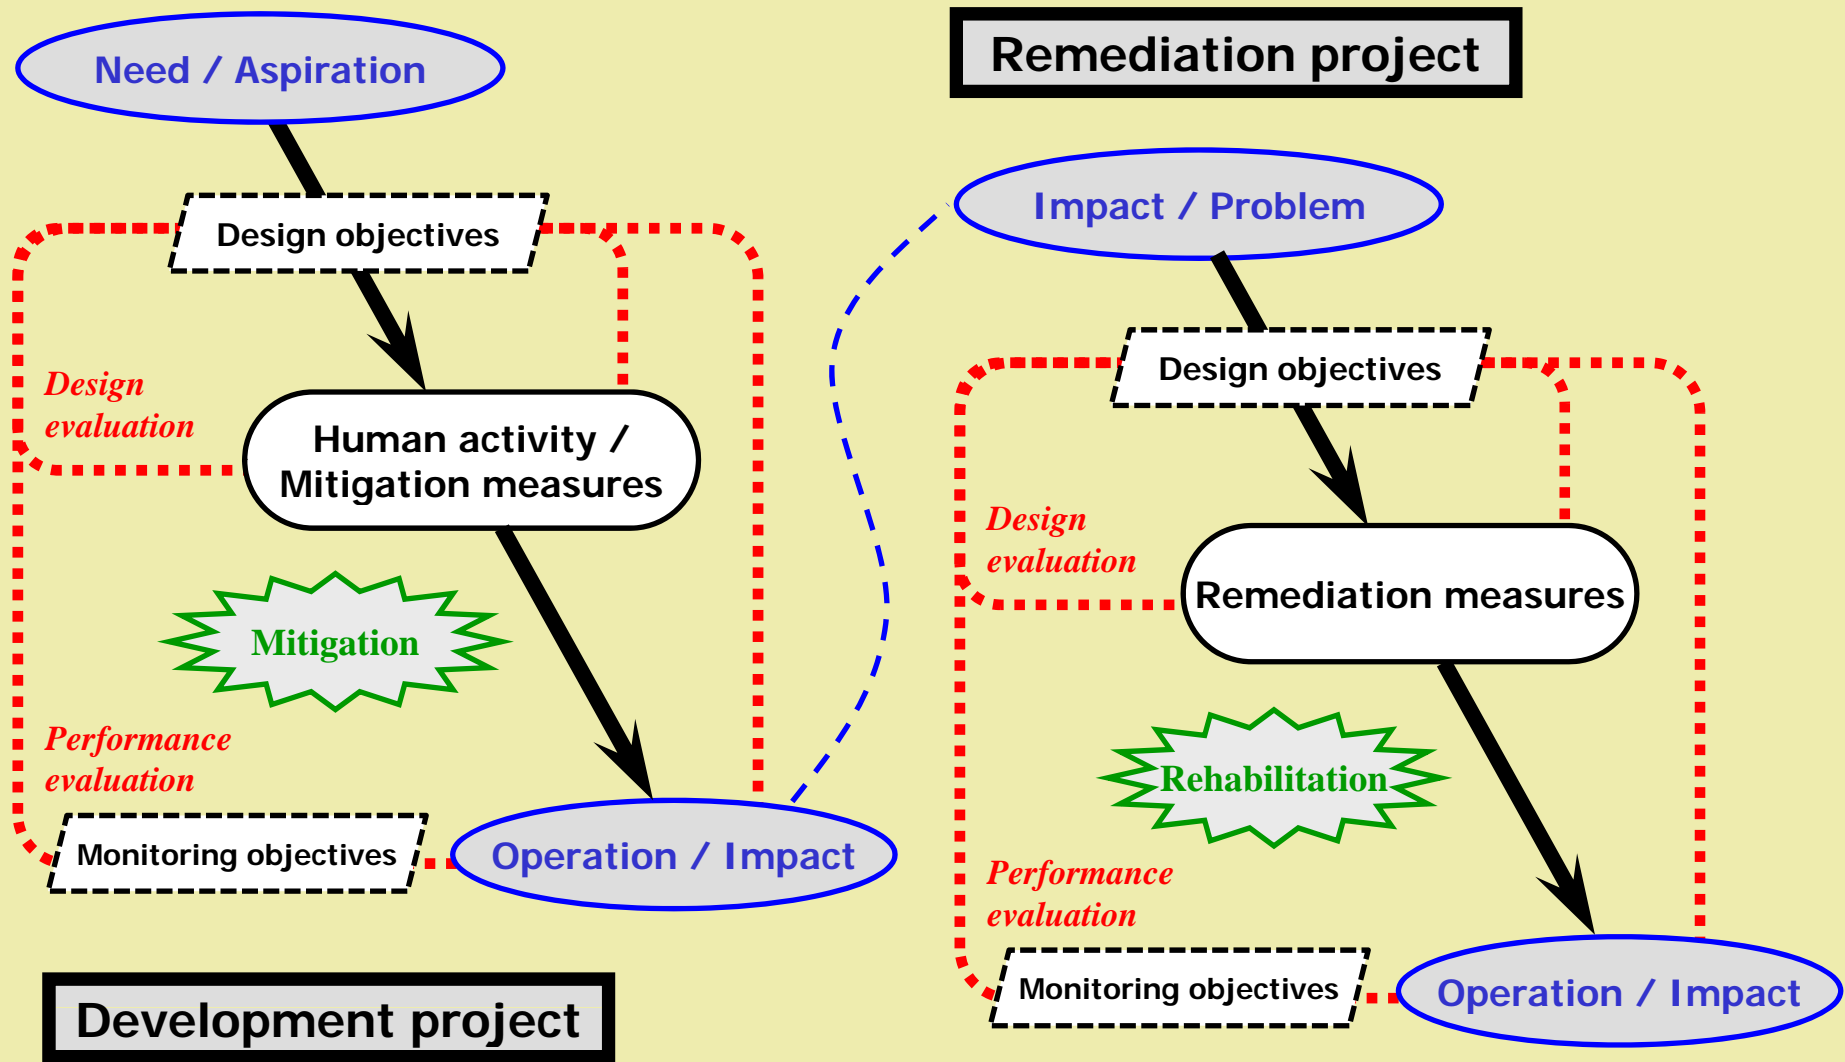 Need / Aspiration
Design objectives
Design
evaluation
Human activity /
Mitigation measures
Mitigation
Performance
evaluation
Monitoring objectives
Operation / Impact
Development project
Remediation project
Impact / Problem
Design objectives
Design
evaluation
Remediation measures
Rehabilitation
Performance
evaluation
Monitoring objectives
Operation / Impact